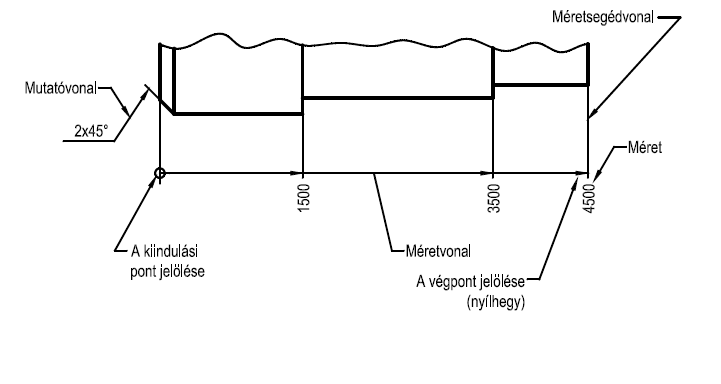 Méretsegédvonal
Mutatóvonal
2x45°
Méret
1500
3500
4500
A kiindulási
pont jelölése
Méretvonal
A végpont jelölése
(nyílhegy)